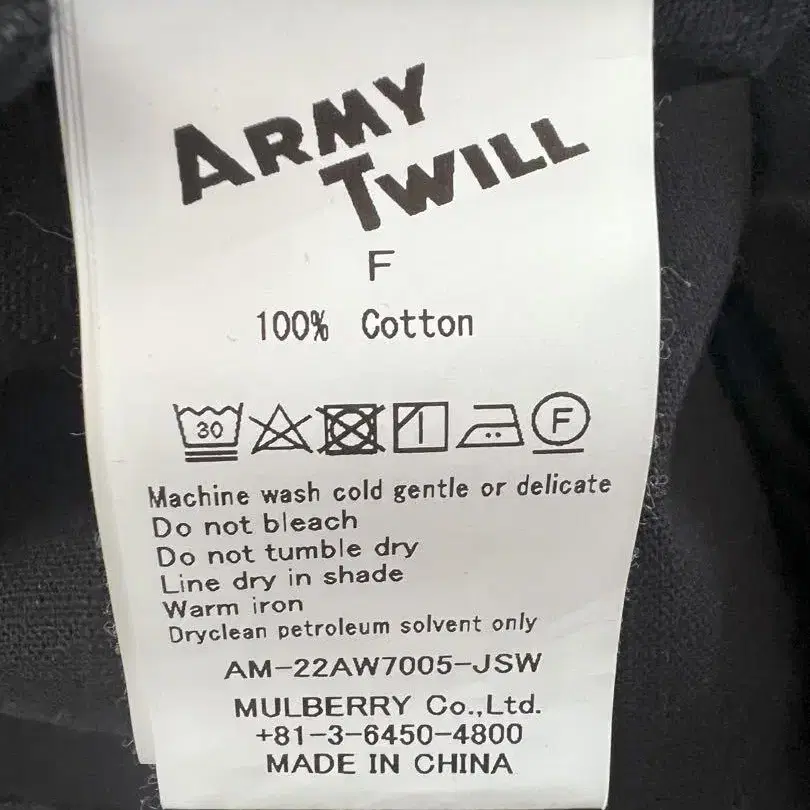 ARMY
TWILL
F
100% Cotton
30
F
Machine wash cold gentle or delicate
Do not bleach
Do not tumble dry
Line dry in shade
Warm iron
Dryclean petroleum solvent only
AM-22AW7005-JSW
MULBERRY Co.,Ltd.
+81-3-6450-4800
MADE IN CHINA